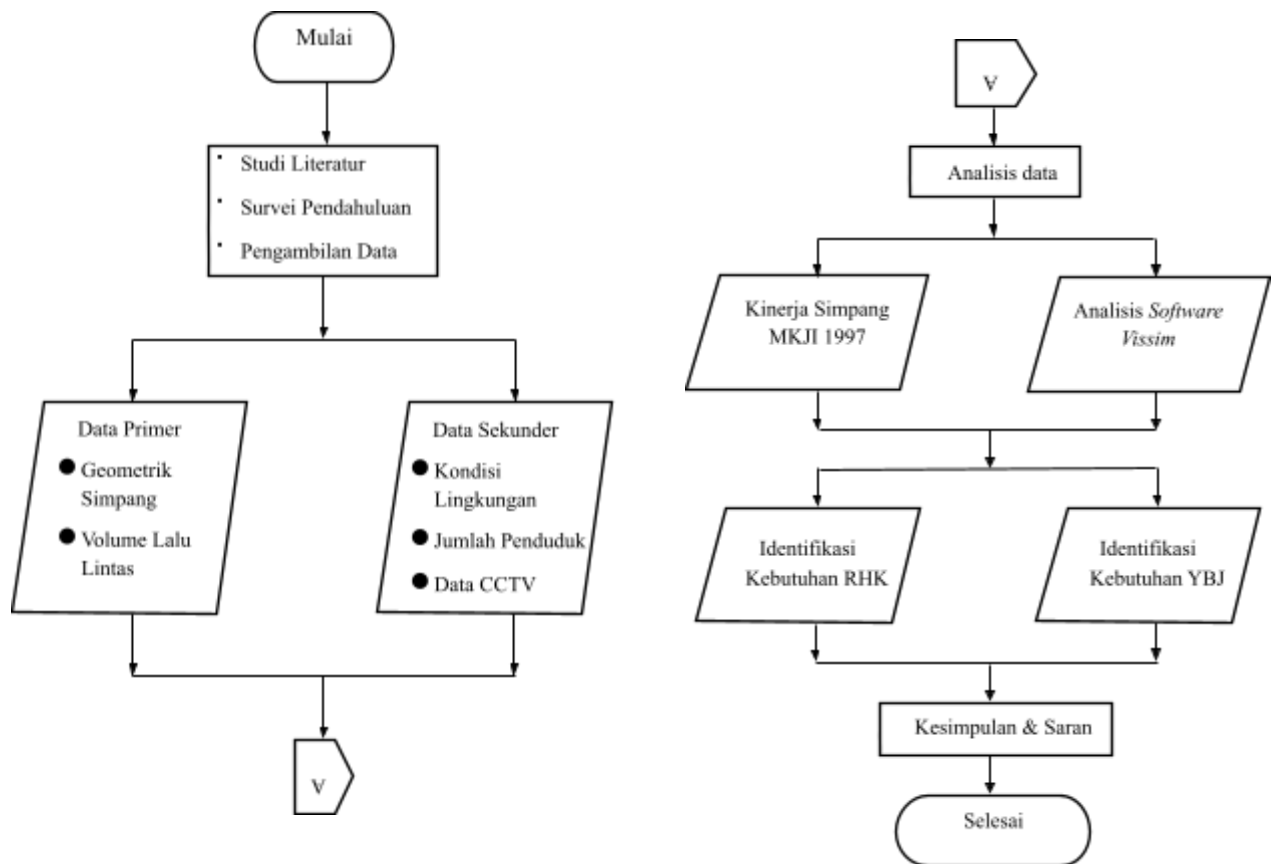 Mulai
· Studi Literatur
· Survei Pendahuluan
· Pengambilan Data
Data Primer
● Geometrik
Simpang
● Volume Lalu
Lintas
Data Sekunder
● Kondisi
Lingkungan
● Jumlah Penduduk
● Data CCTV
∀
∀
Analisis data
Kinerja Simpang
MKJI 1997
Analisis Software
Vissim
Identifikasi
Kebutuhan RHK
Identifikasi
Kebutuhan YBJ
Kesimpulan & Saran
Selesai